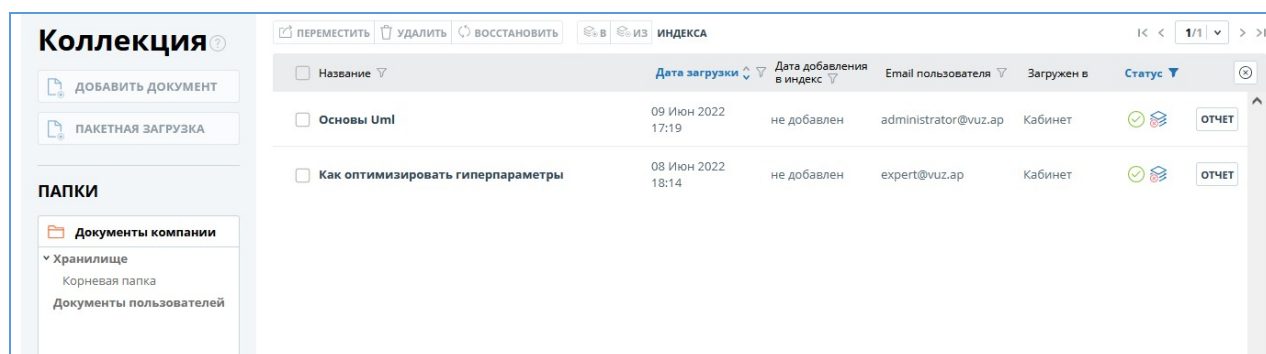 Коллекция
ДОБАВИТЬ ДОКУМЕНТ
ПАКЕТНАЯ ЗАГРУЗКА
ПАПКИ
Документы компании
Хранилище
Корневая папка
Документы пользователей
ПЕРЕМЕСТИТЬ УДАЛИТЬ ВОССТАНОВИТЬ В ИЗ ИНДЕКСА 1/1
Название Дата загрузки Дата добавления в индекс Email пользователя Загружен в Статус
Основы Uml 09 Июн 2022 17:19 не добавлен administrator@vuz.ap Кабинет ОТЧЕТ
Как оптимизировать гиперпараметры 08 Июн 2022 18:14 не добавлен expert@vuz.ap Кабинет ОТЧЕТ